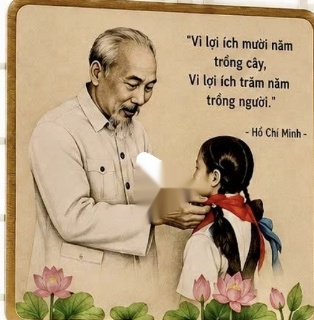 "Vì lợi ích mười năm
trồng cây,
Vì lợi ích trăm năm
trồng người."
- Hồ Chí Minh -